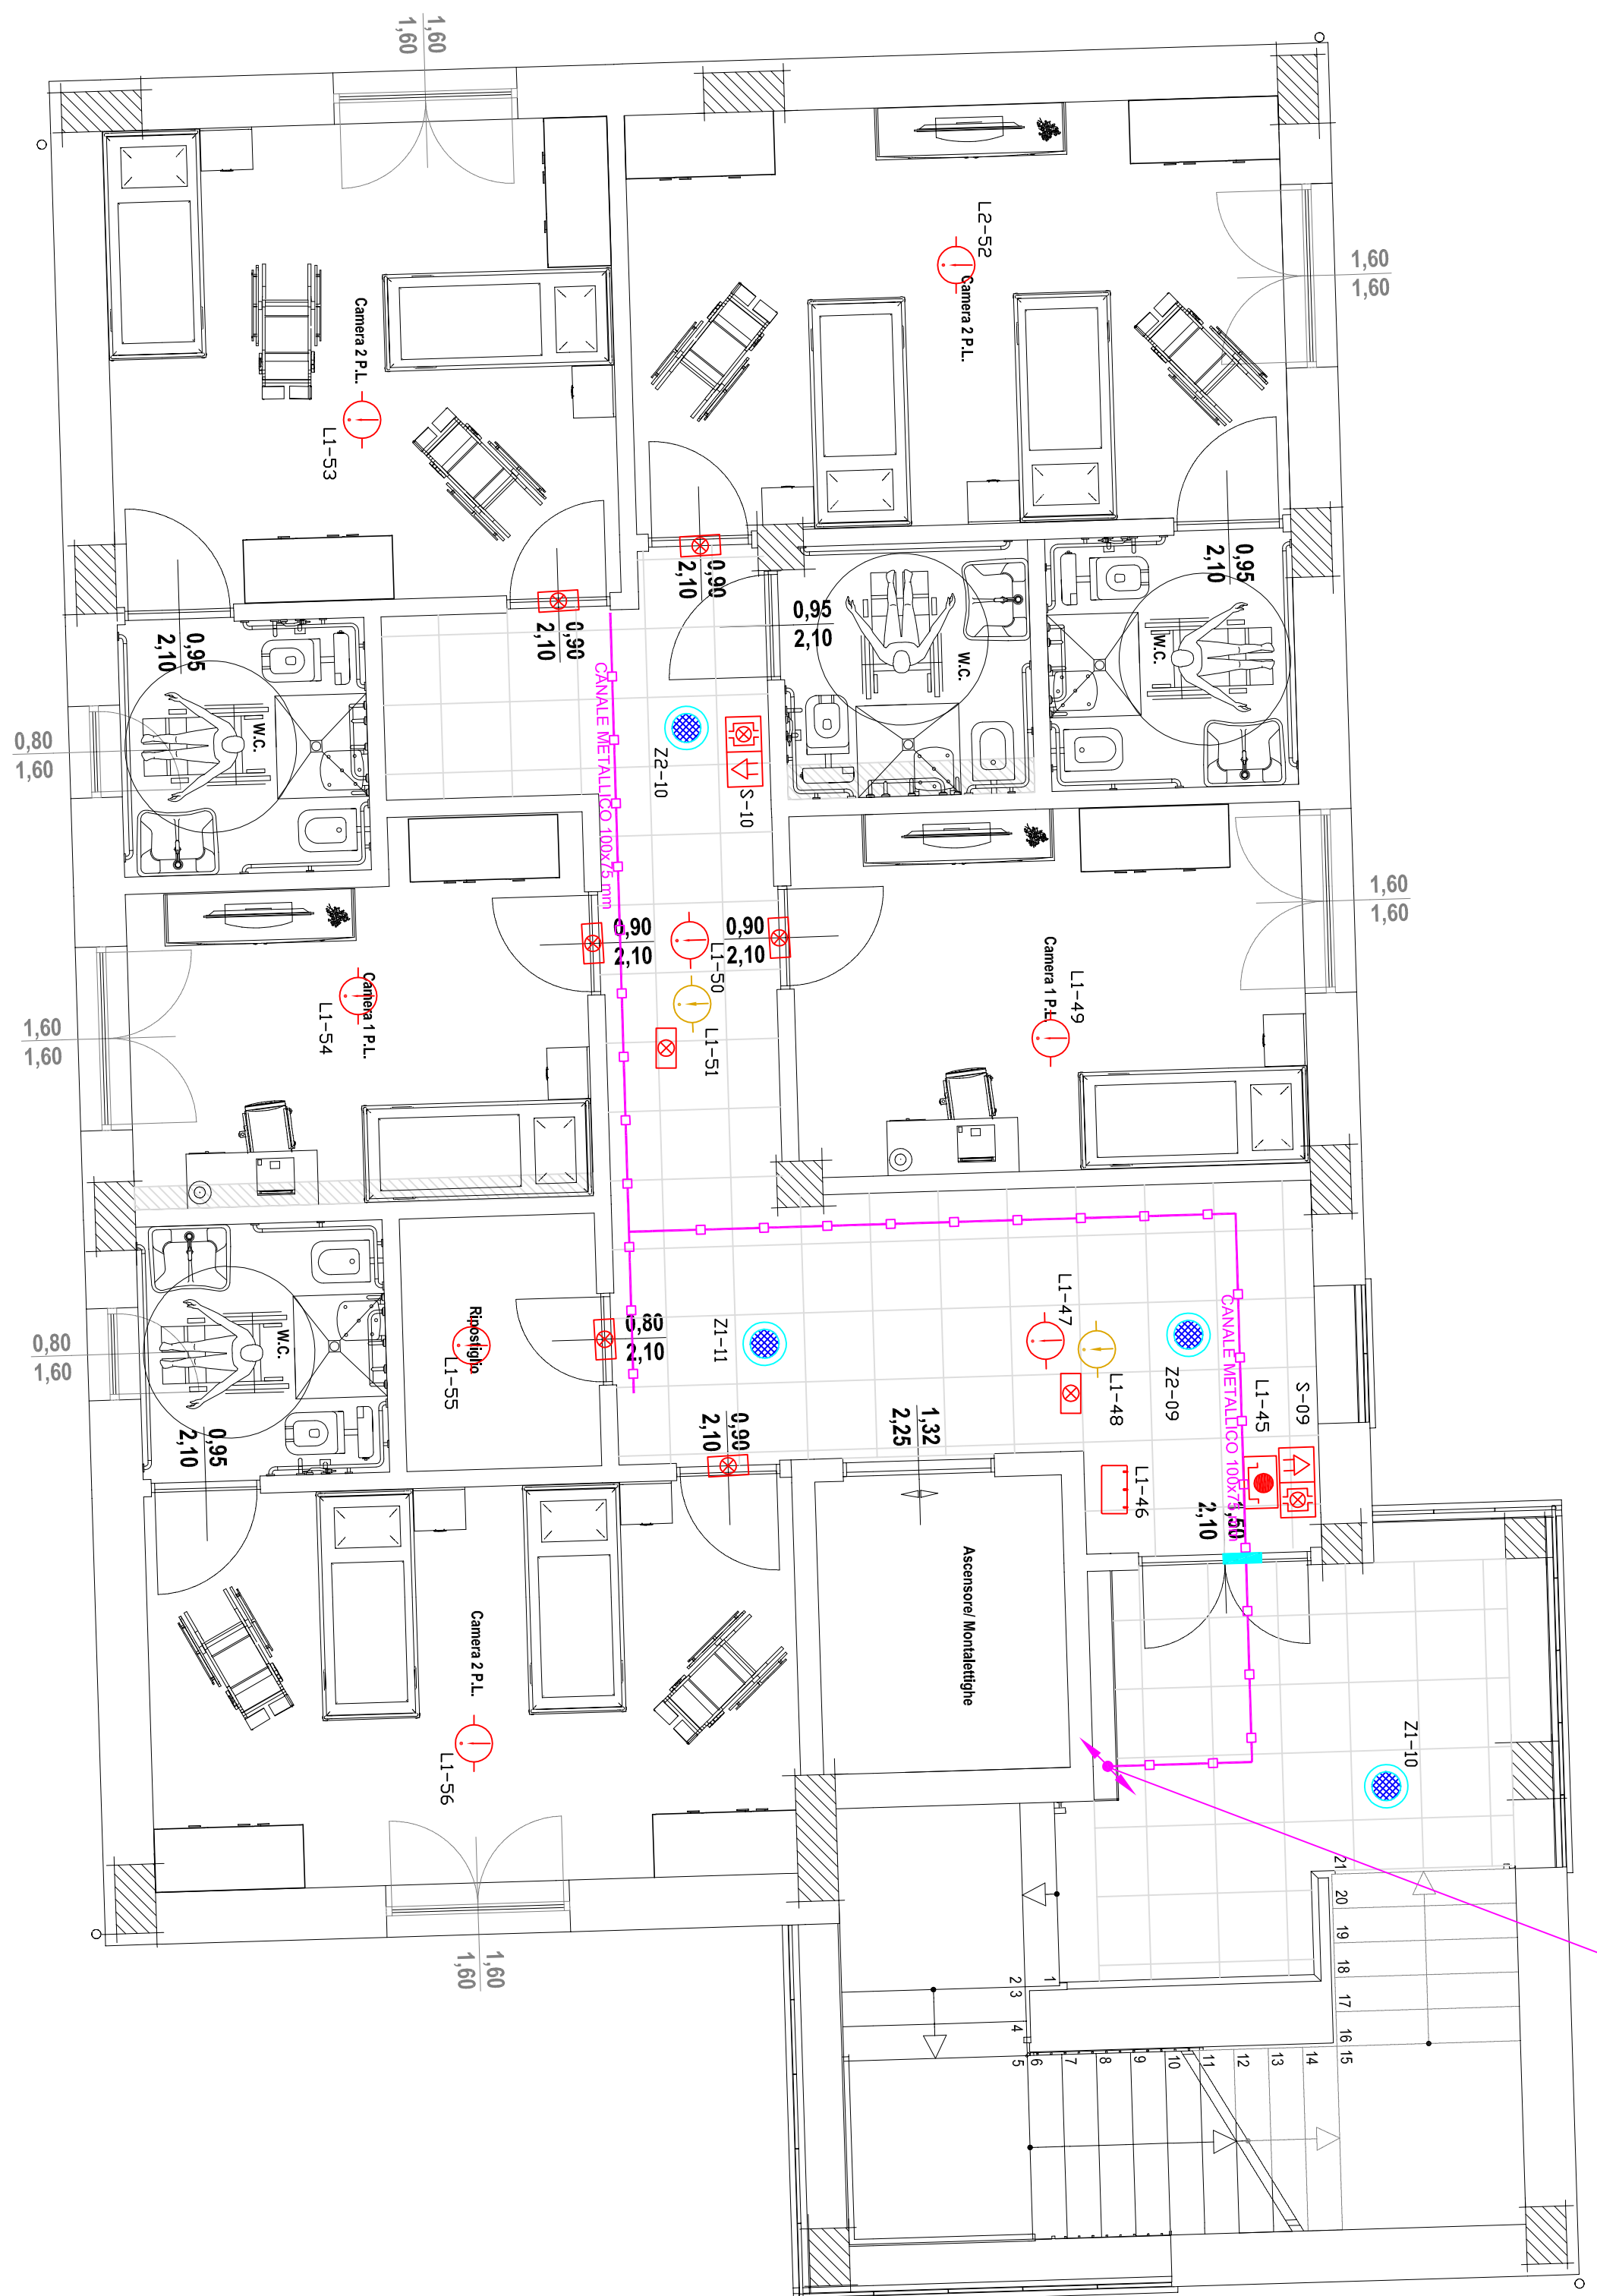 1,60
1,60
L2-52
Camera 2 P.L.
1,60
1,60
Camera 2 P.L.
L1-53
0,90
2,10
0,95
2,10
0,95
2,10
W.C.
W.C.
0,90
2,10
0,95
2,10
W.C.
0,80
1,60
CANALE METALLICO 100x75 mm
Z2-10
S-10
1,60
1,60
0,90
2,10
0,90
2,10
L1-50
L1-51
Camera 1 P.L.
L1-49
Camera 1 P.L.
L1-54
1,60
1,60
0,80
1,60
W.C.
0,95
2,10
Ripostiglio
L1-55
0,80
2,10
Z1-11
0,90
2,10
1,32
2,25
L1-47
L1-48
Z2-09
CANALE METALLICO 100x75 mm
L1-45
S-09
L1-46
1,50
2,10
Ascensore/ Montalettighe
Camera 2 P.L.
L1-56
Z1-10
1,60
1,60
1
2
3
4
5
6
7
8
9
10
11
12
13
14
15
16
17
18
19
20
21